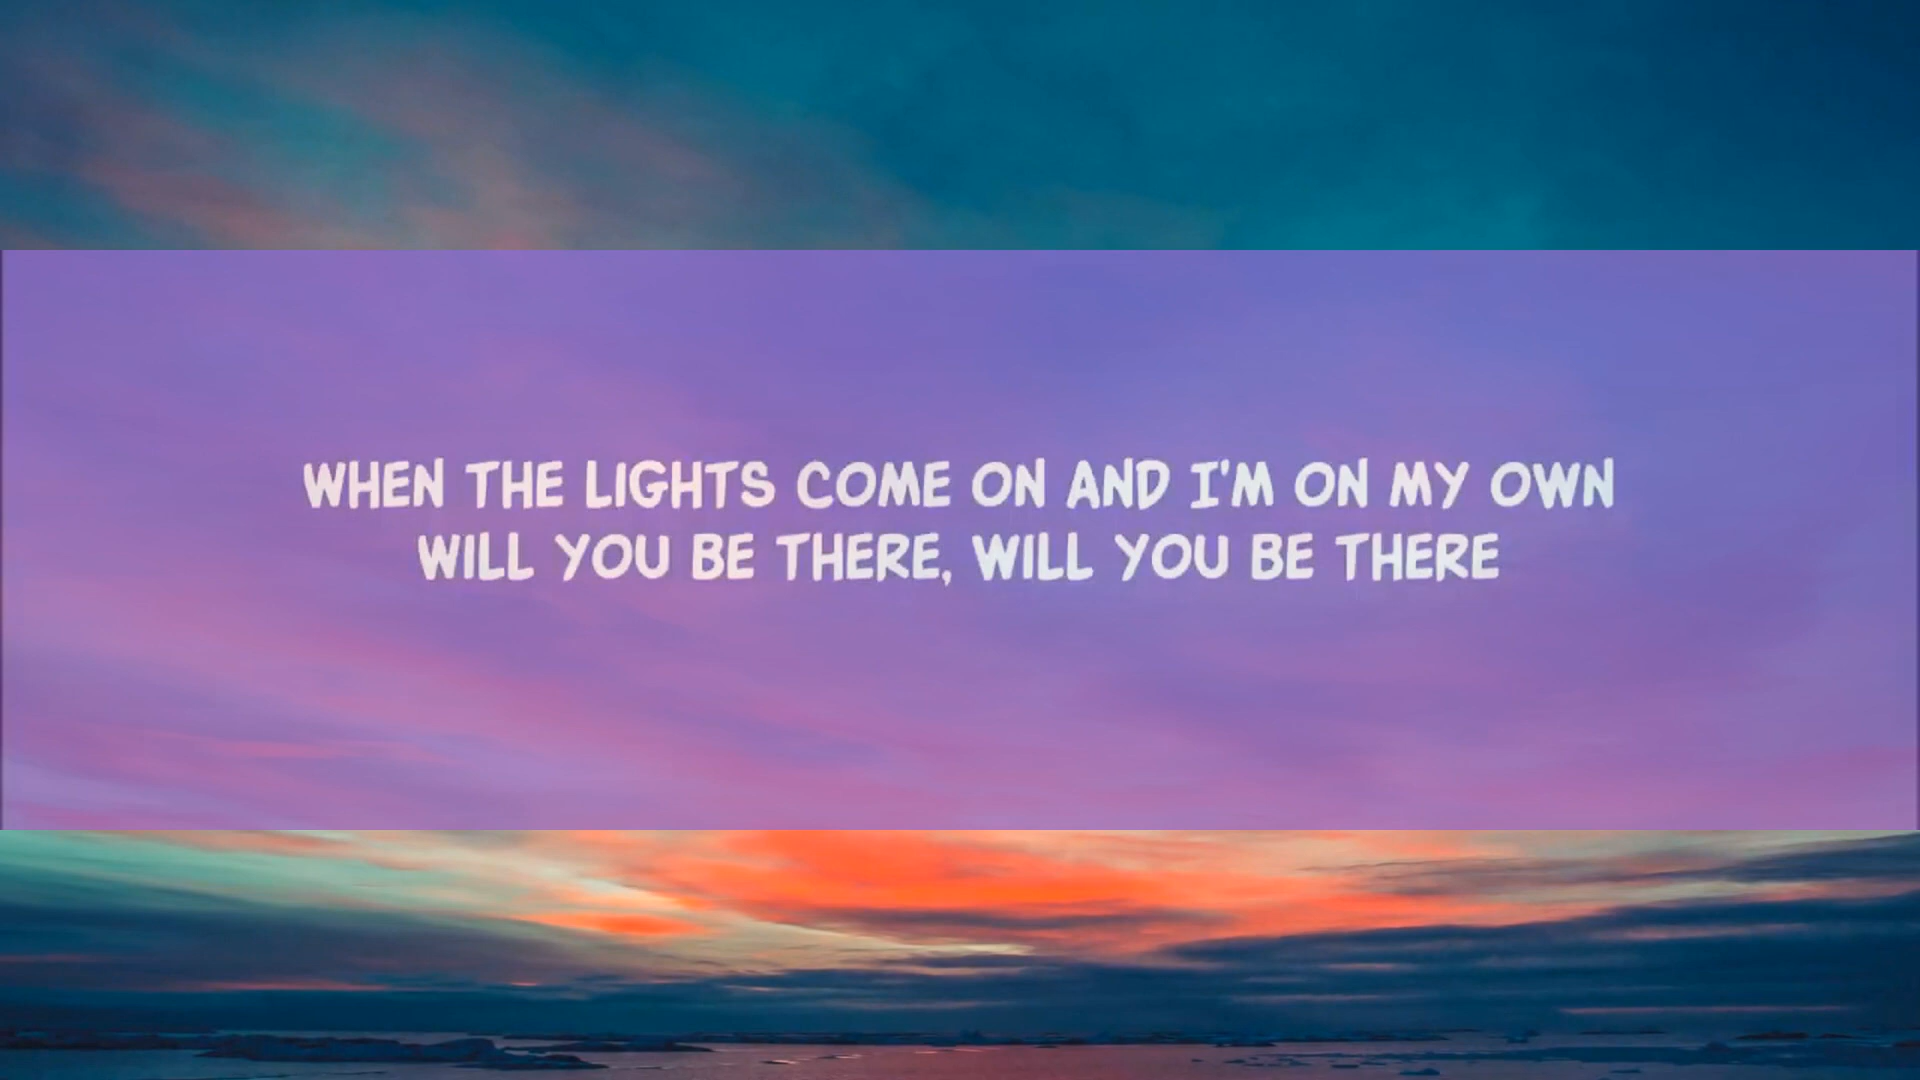 WHEN THE LIGHTS COME ON AND I'M ON MY OWN
WILL YOU BE THERE, WILL YOU BE THERE